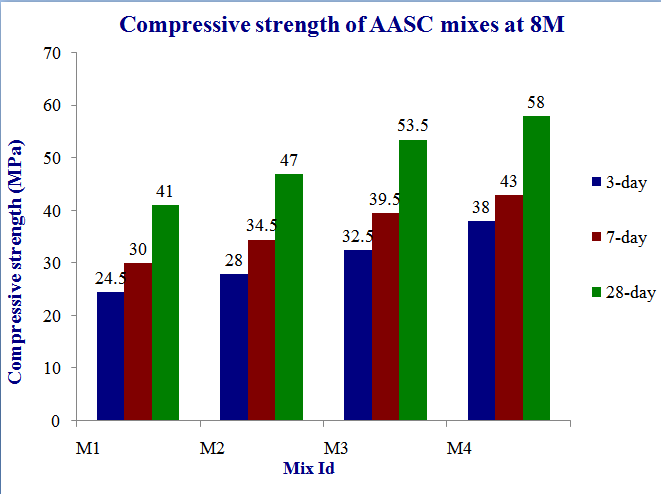 Compressive strength of AASC mixes at 8M
70
60
50
40
30
20
10
0
Compressive strength (MPa)
24.5
30
41
28
34.5
47
32.5
39.5
53.5
38
43
58
M1
M2
M3
M4
Mix Id
3-day
7-day
28-day